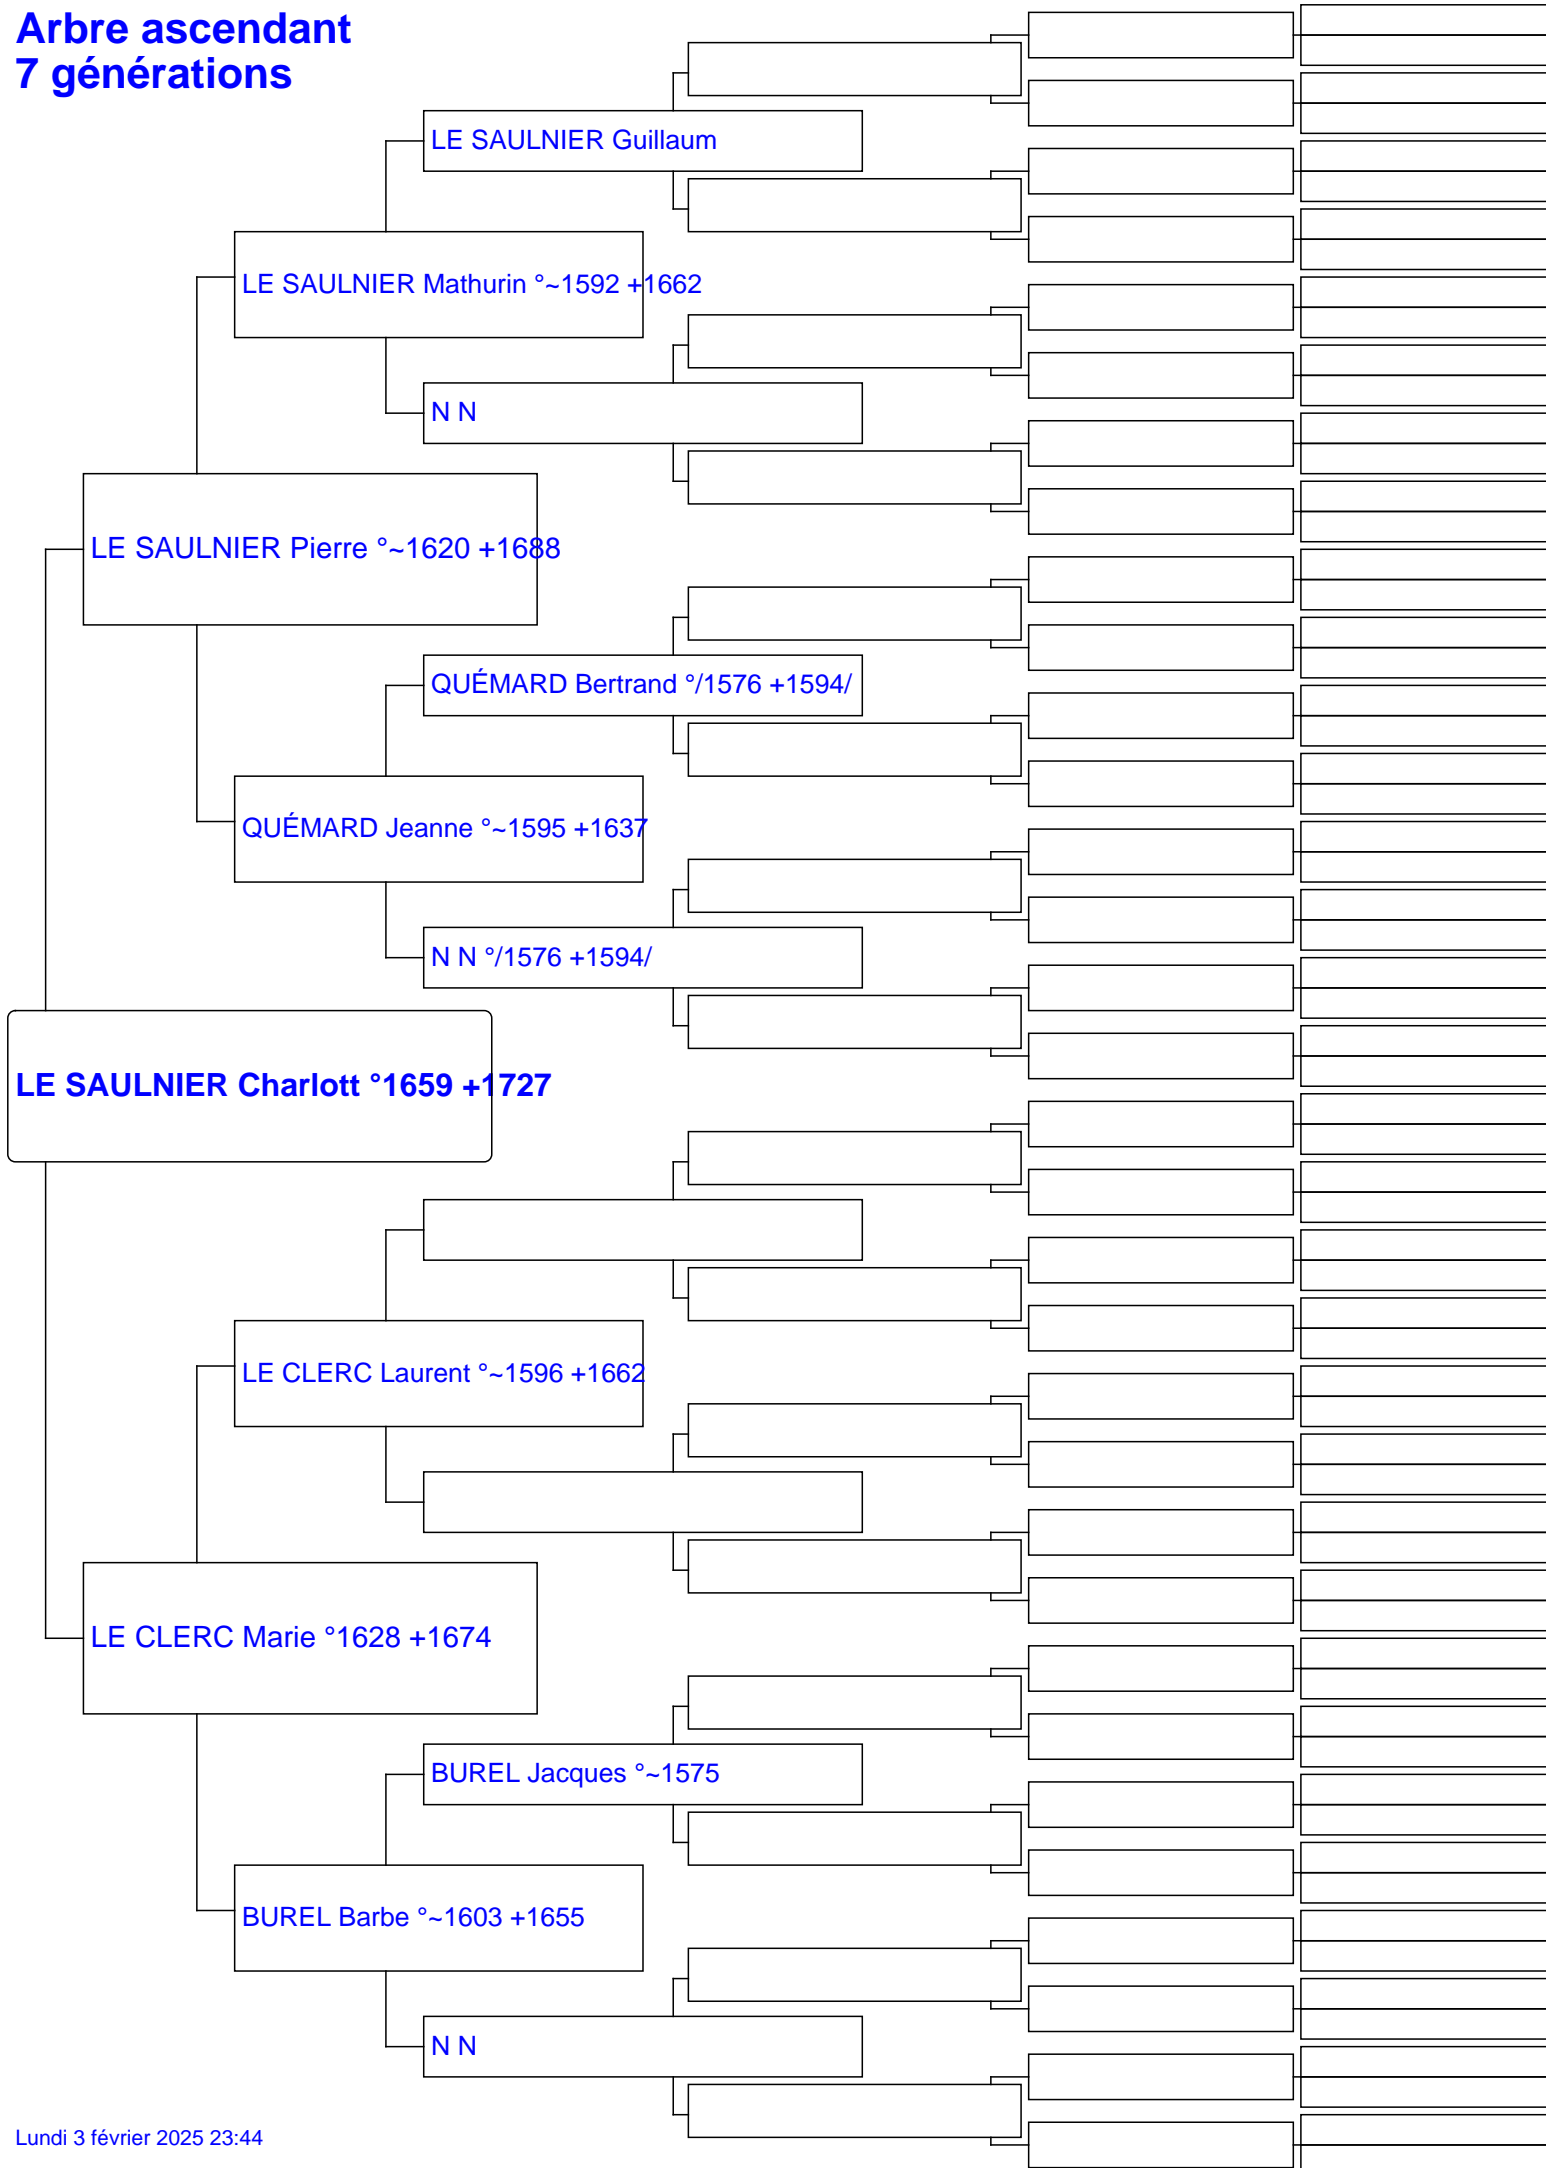 Arbre ascendant
7 générations
LE SAULNIER Guillaum
LE SAULNIER Mathurin °~1592 +1662
N N
LE SAULNIER Pierre °~1620 +1688
QUÉMARD Bertrand °/1576 +1594/
QUÉMARD Jeanne °~1595 +1637
N N °/1576 +1594/
LE SAULNIER Charlott °1659 +1727
LE CLERC Laurent °~1596 +1662
LE CLERC Marie °1628 +1674
BUREL Jacques °~1575
BUREL Barbe °~1603 +1655
N N
Lundi 3 février 2025 23:44